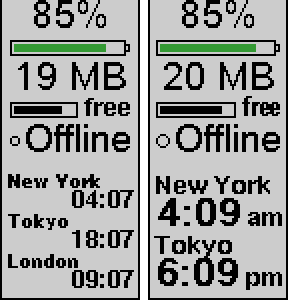 85%
19 MB
free
Offline
New York
04:07
Tokyo
18:07
London
09:07
85%
20 MB
free
Offline
New York
4:09 am
Tokyo
6:09 pm